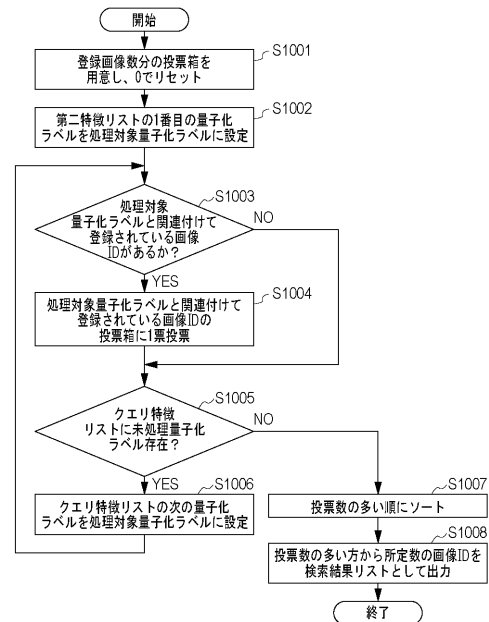 開始
S1001
登録画像数分の投票箱を
用意し、0でリセット
S1002
第二特徴リストの1番目の量子化
ラベルを処理対象量子化ラベルに設定
S1003
処理対象
量子化ラベルと関連付けて
登録されている画像
IDがあるか？
NO
YES
S1004
処理対象量子化ラベルと関連付けて
登録されている画像IDの
投票箱に1票投票
S1005
クエリ特徴
リストに未処理量子化
ラベル存在？
NO
YES
S1006
クエリ特徴リストの次の量子化
ラベルを処理対象量子化ラベルに設定
S1007
投票数の多い順にソート
S1008
投票数の多い方から所定数の画像IDを
検索結果リストとして出力
終了